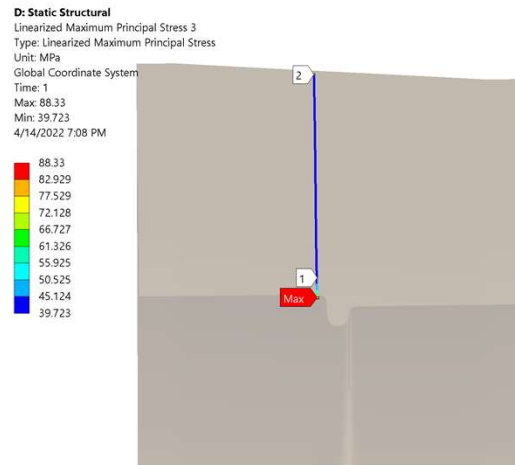 D: Static Structural
Linearized Maximum Principal Stress 3
Type: Linearized Maximum Principal Stress
Unit: MPa
Global Coordinate System
Time: 1
Max: 88.33
Min: 39.723
4/14/2022 7:08 PM
2
88.33
82.929
77.529
72.128
66.727
61.326
55.925
50.525
45.124
39.723
1
Max